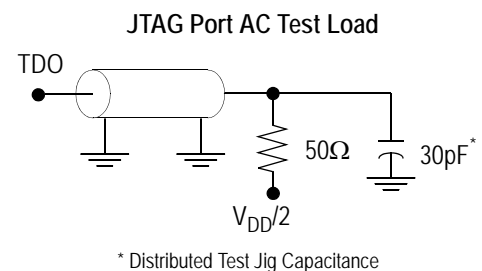 JTAG Port AC Test Load
TDO
50Ω
30pF*
VDD/2
* Distributed Test Jig Capacitance